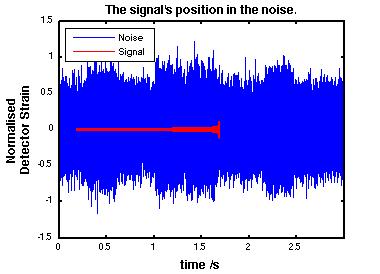 The signal's position in the noise.
Noise
Signal
Normalised
Detector Strain
1.5
1
0.5
0
-0.5
-1
-1.5
0 0.5 1 1.5 2 2.5
time /s